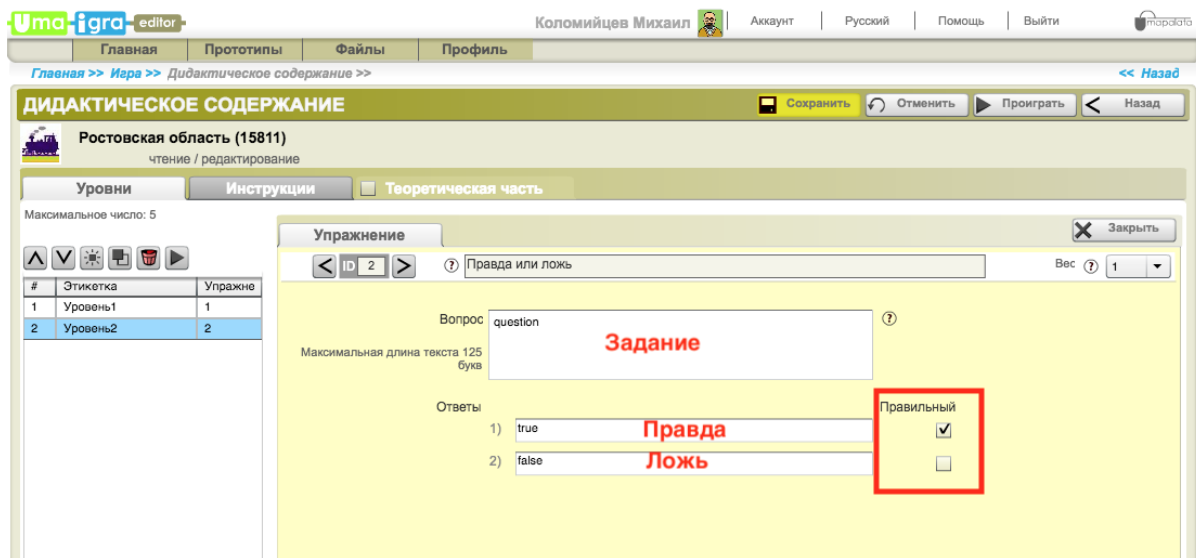 Uma-igra-editor-
Коломийцев Михаил Аккаунт Русский Помощь Выйти mapalata
Главная Прототипы Файлы Профиль
Главная >> Игра >> Дидактическое содержание >> << Назад
ДИДАКТИЧЕСКОЕ СОДЕРЖАНИЕ Сохранить Отменить Проиграть Назад
Ростовская область (15811)
чтение / редактирование
Уровни Инструкции Теоретическая часть
Максимальное число: 5
Упражнение Закрыть
ID 2 ? Правда или ложь Вес ? 1
# Этикетка Упражне
1 Уровень1 1
2 Уровень2 2
Вопрос question ?
Задание
Максимальная длина текста 125
букв
Ответы Правильный
1) true Правда
2) false Ложь